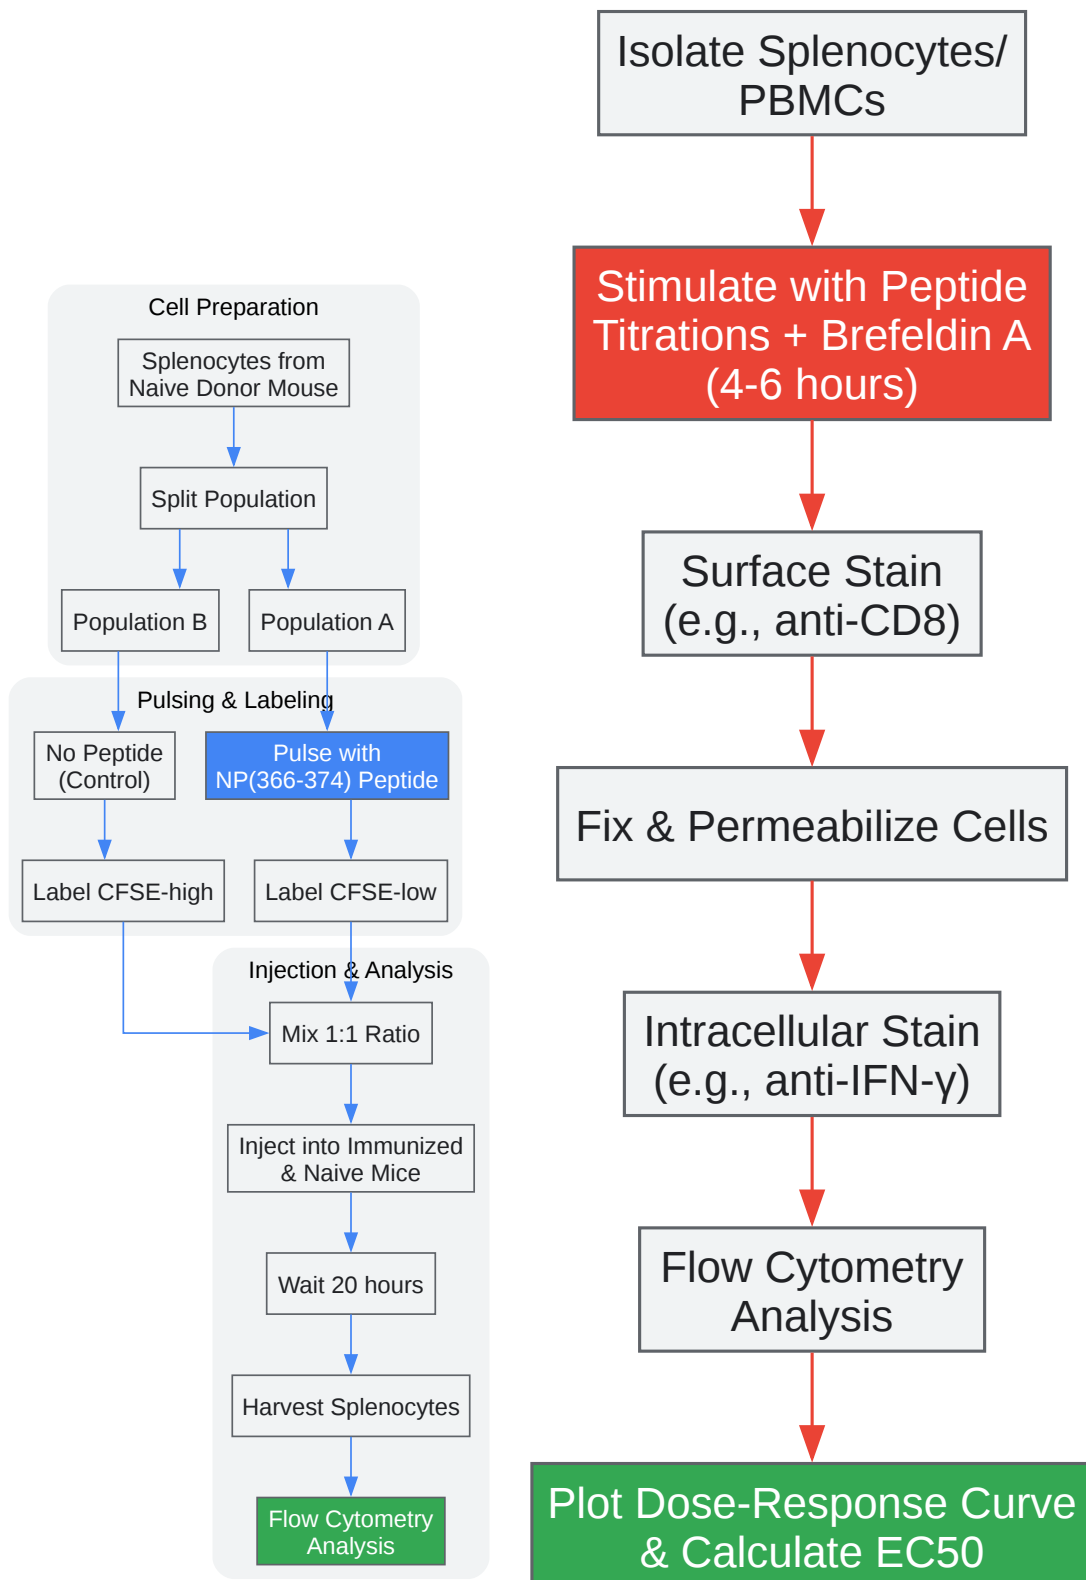 Cell Preparation
Splenocytes from
Naive Donor Mouse
Split Population
Population B
Population A
Pulsing & Labeling
No Peptide
(Control)
Pulse with
NP(366-374) Peptide
Label CFSE-high
Label CFSE-low
Injection & Analysis
Mix 1:1 Ratio
Inject into Immunized
& Naive Mice
Wait 20 hours
Harvest Splenocytes
Flow Cytometry
Analysis
Isolate Splenocytes/
PBMCs
Stimulate with Peptide
Titrations + Brefeldin A
(4-6 hours)
Surface Stain
(e.g., anti-CD8)
Fix & Permeabilize Cells
Intracellular Stain
(e.g., anti-IFN-γ)
Flow Cytometry
Analysis
Plot Dose-Response Curve
& Calculate EC50